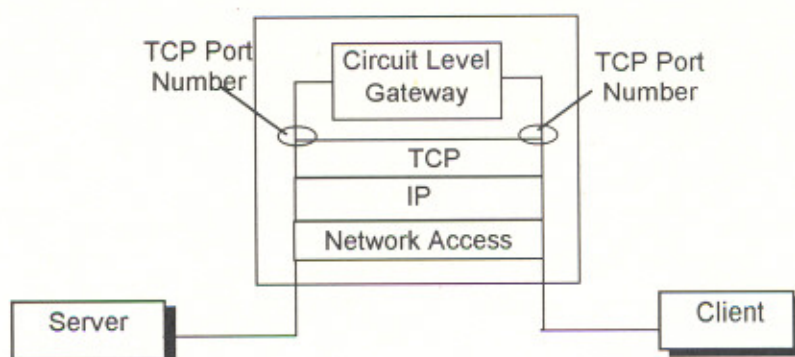 TCP Port
Number
Circuit Level
Gateway
TCP Port
Number
TCP
IP
Network Access
Server
Client